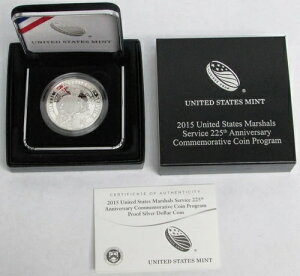 UNITED STATES MINT
UNITED STATES MINT
2015 United States Marshals
Service 225th Anniversary
Commemorative Coin Program
CERTIFICATE OF AUTHENTICITY
2015 United States Marshals Service 225th
Anniversary Commemorative Coin Program
Proof Silver Dollar Coin
UNITED STATES MINT